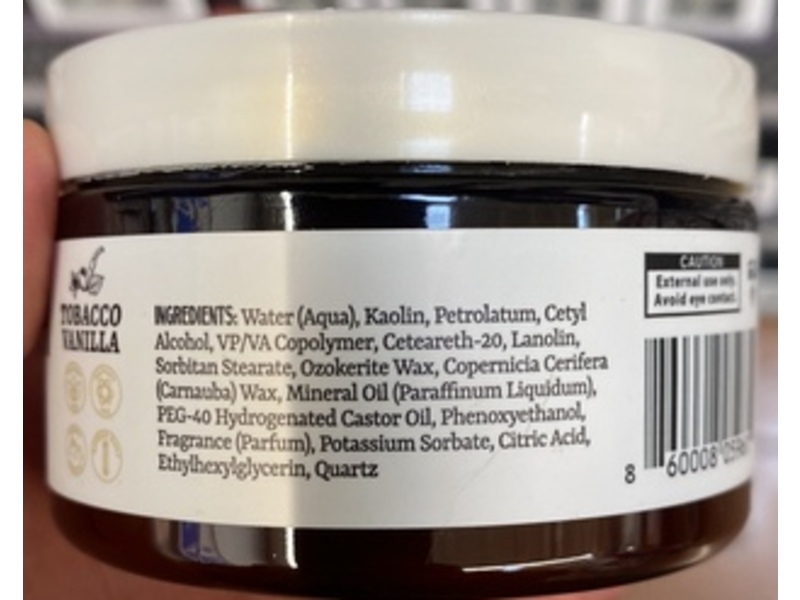 TOBACCO
VANILLA
INGREDIENTS: Water (Aqua), Kaolin, Petrolatum, Cetyl
Alcohol, VP/VA Copolymer, Ceteareth-20, Lanolin,
Sorbitan Stearate, Ozokerite Wax, Copernicia Cerifera
(Carnauba) Wax, Mineral Oil (Paraffinum Liquidum),
PEG-40 Hydrogenated Castor Oil, Phenoxyethanol,
Fragrance (Parfum), Potassium Sorbate, Citric Acid,
Ethylhexylglycerin, Quartz
CAUTION
External use only.
Avoid eye contact.
8 60008